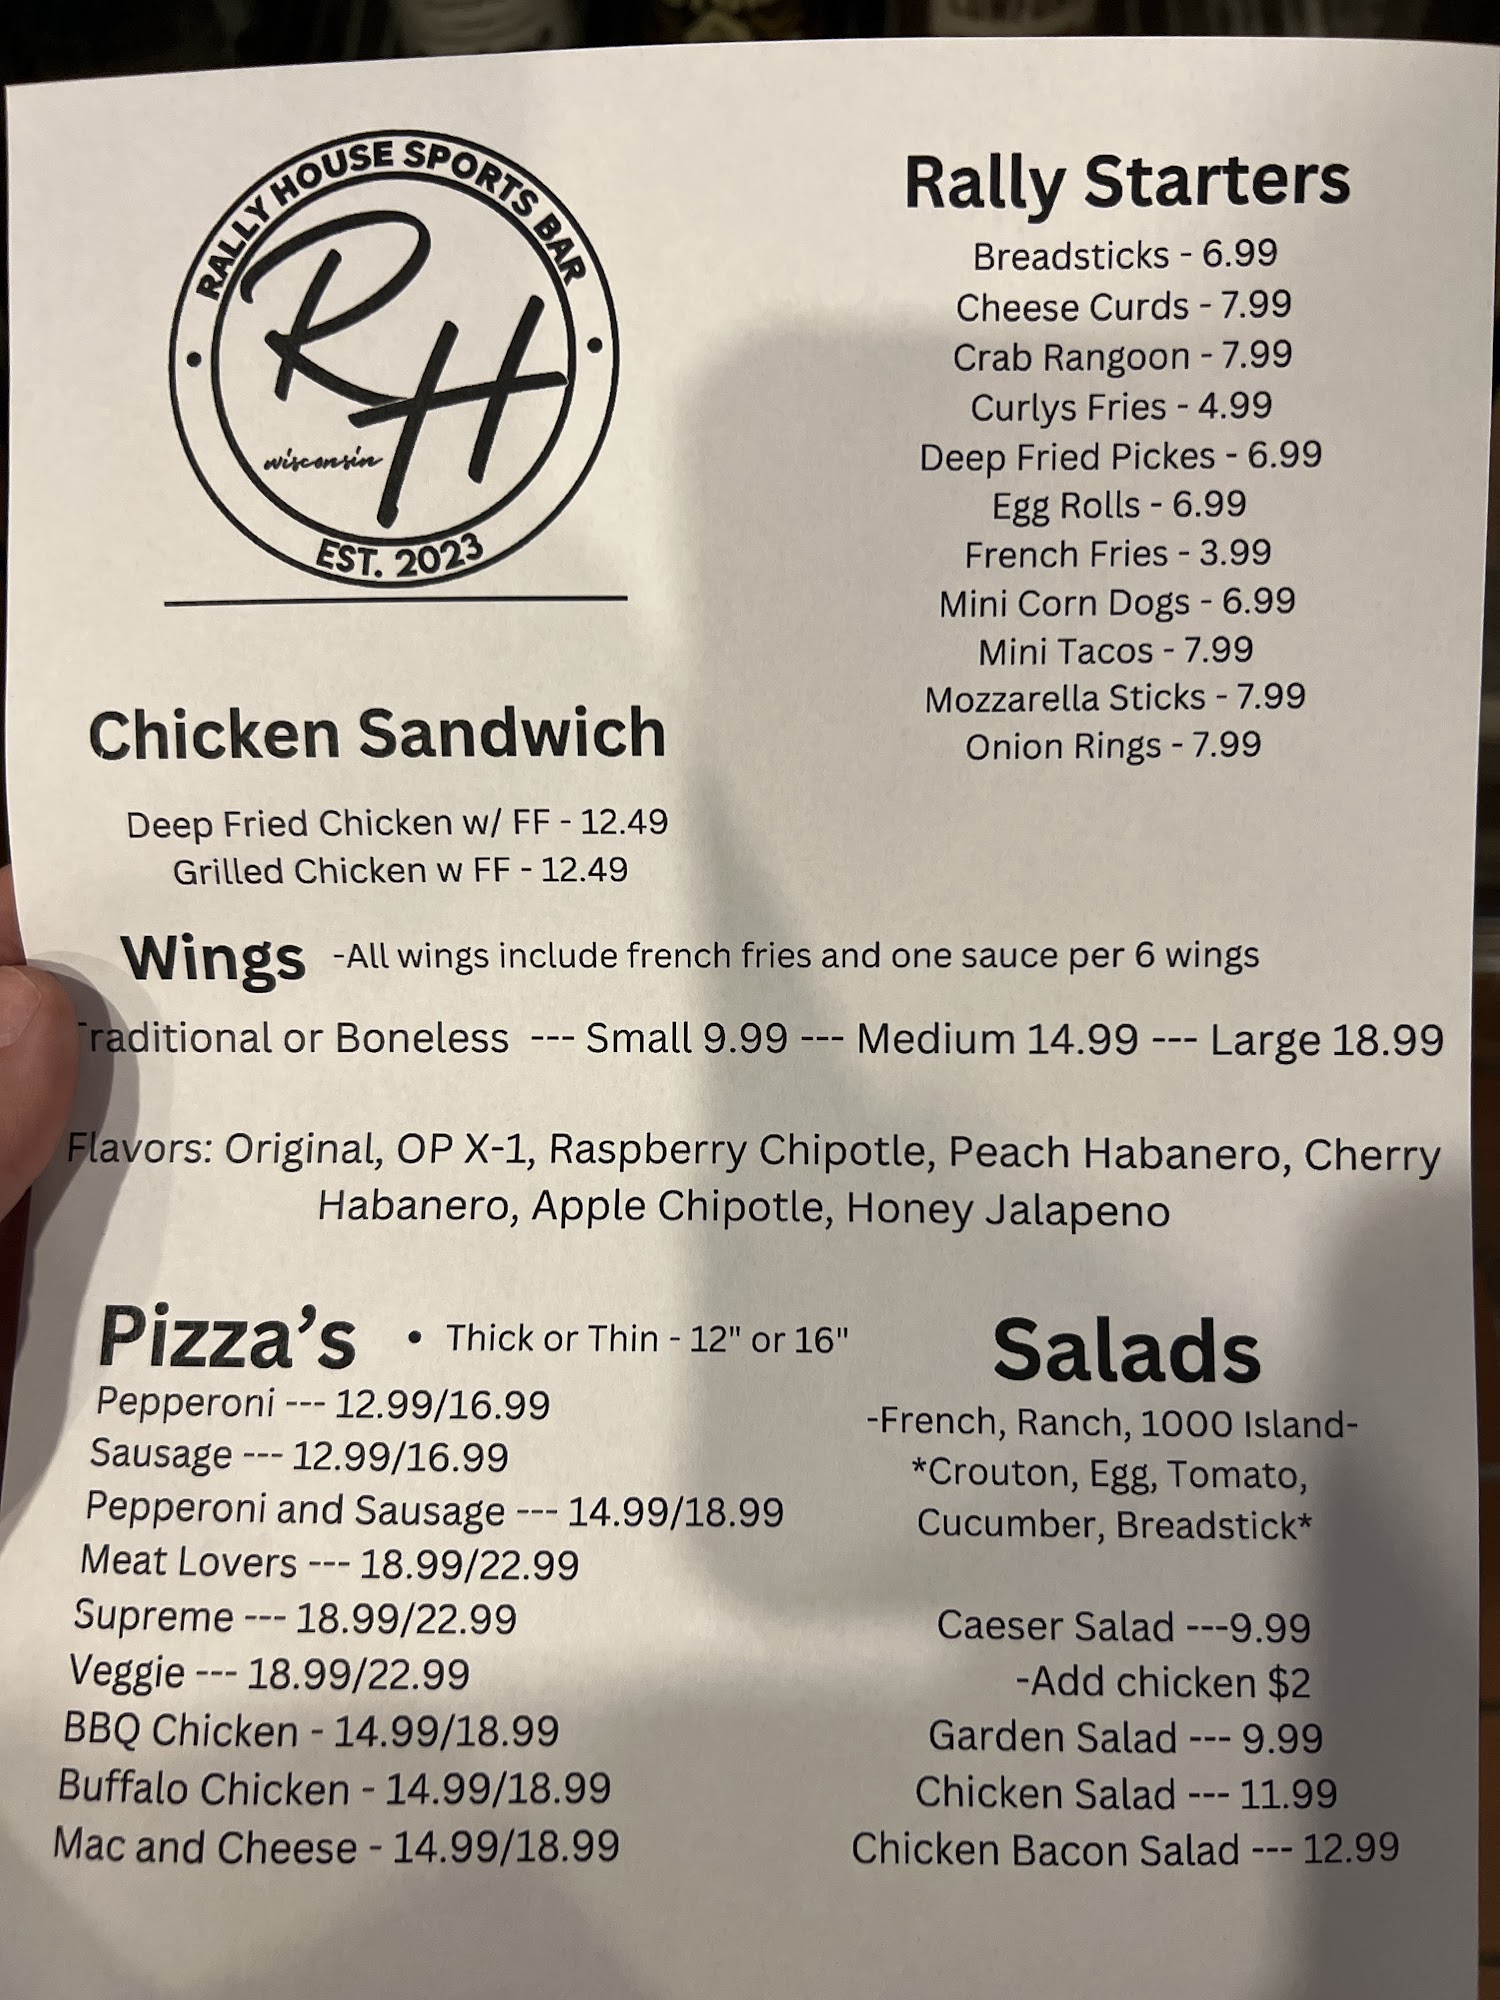 RALLY HOUSE SPORTS BAR
RH
wisconsin
EST. 2023
Rally Starters
Breadsticks - 6.99
Cheese Curds - 7.99
Crab Rangoon - 7.99
Curlys Fries - 4.99
Deep Fried Pickes - 6.99
Egg Rolls - 6.99
French Fries - 3.99
Mini Corn Dogs - 6.99
Mini Tacos - 7.99
Mozzarella Sticks - 7.99
Onion Rings - 7.99
Chicken Sandwich
Deep Fried Chicken w/ FF - 12.49
Grilled Chicken w FF - 12.49
Wings -All wings include french fries and one sauce per 6 wings
Traditional or Boneless --- Small 9.99 --- Medium 14.99 --- Large 18.99
Flavors: Original, OP X-1, Raspberry Chipotle, Peach Habanero, Cherry
Habanero, Apple Chipotle, Honey Jalapeno
Pizza's • Thick or Thin - 12" or 16"
Pepperoni --- 12.99/16.99
Sausage --- 12.99/16.99
Pepperoni and Sausage --- 14.99/18.99
Meat Lovers --- 18.99/22.99
Supreme --- 18.99/22.99
Veggie --- 18.99/22.99
BBQ Chicken - 14.99/18.99
Buffalo Chicken - 14.99/18.99
Mac and Cheese - 14.99/18.99
Salads
-French, Ranch, 1000 Island-
*Crouton, Egg, Tomato,
Cucumber, Breadstick*
Caeser Salad ---9.99
-Add chicken $2
Garden Salad --- 9.99
Chicken Salad --- 11.99
Chicken Bacon Salad --- 12.99